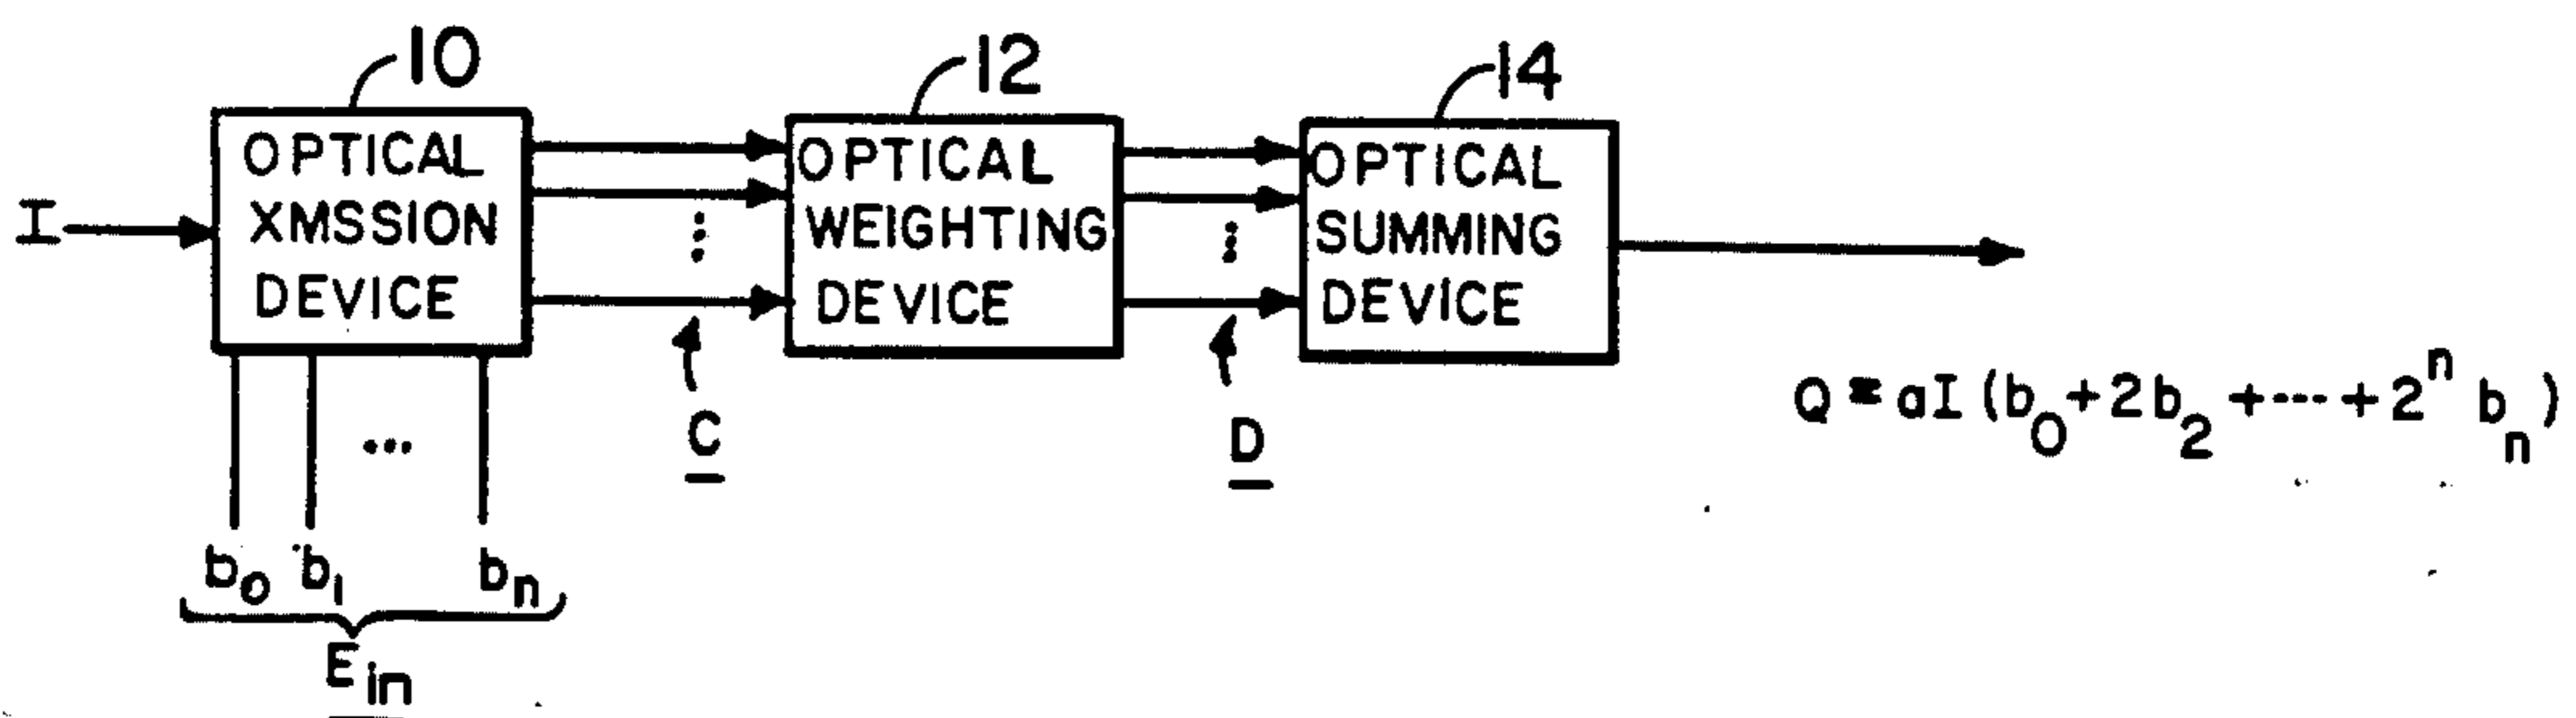 10
12
14
I
OPTICAL
XMSSION
DEVICE
OPTICAL
WEIGHTING
DEVICE
OPTICAL
SUMMING
DEVICE
C
D
Q = aI (b0 + 2b2 + ---- + 2^n bn)
b0 b1 ... bn
Ein